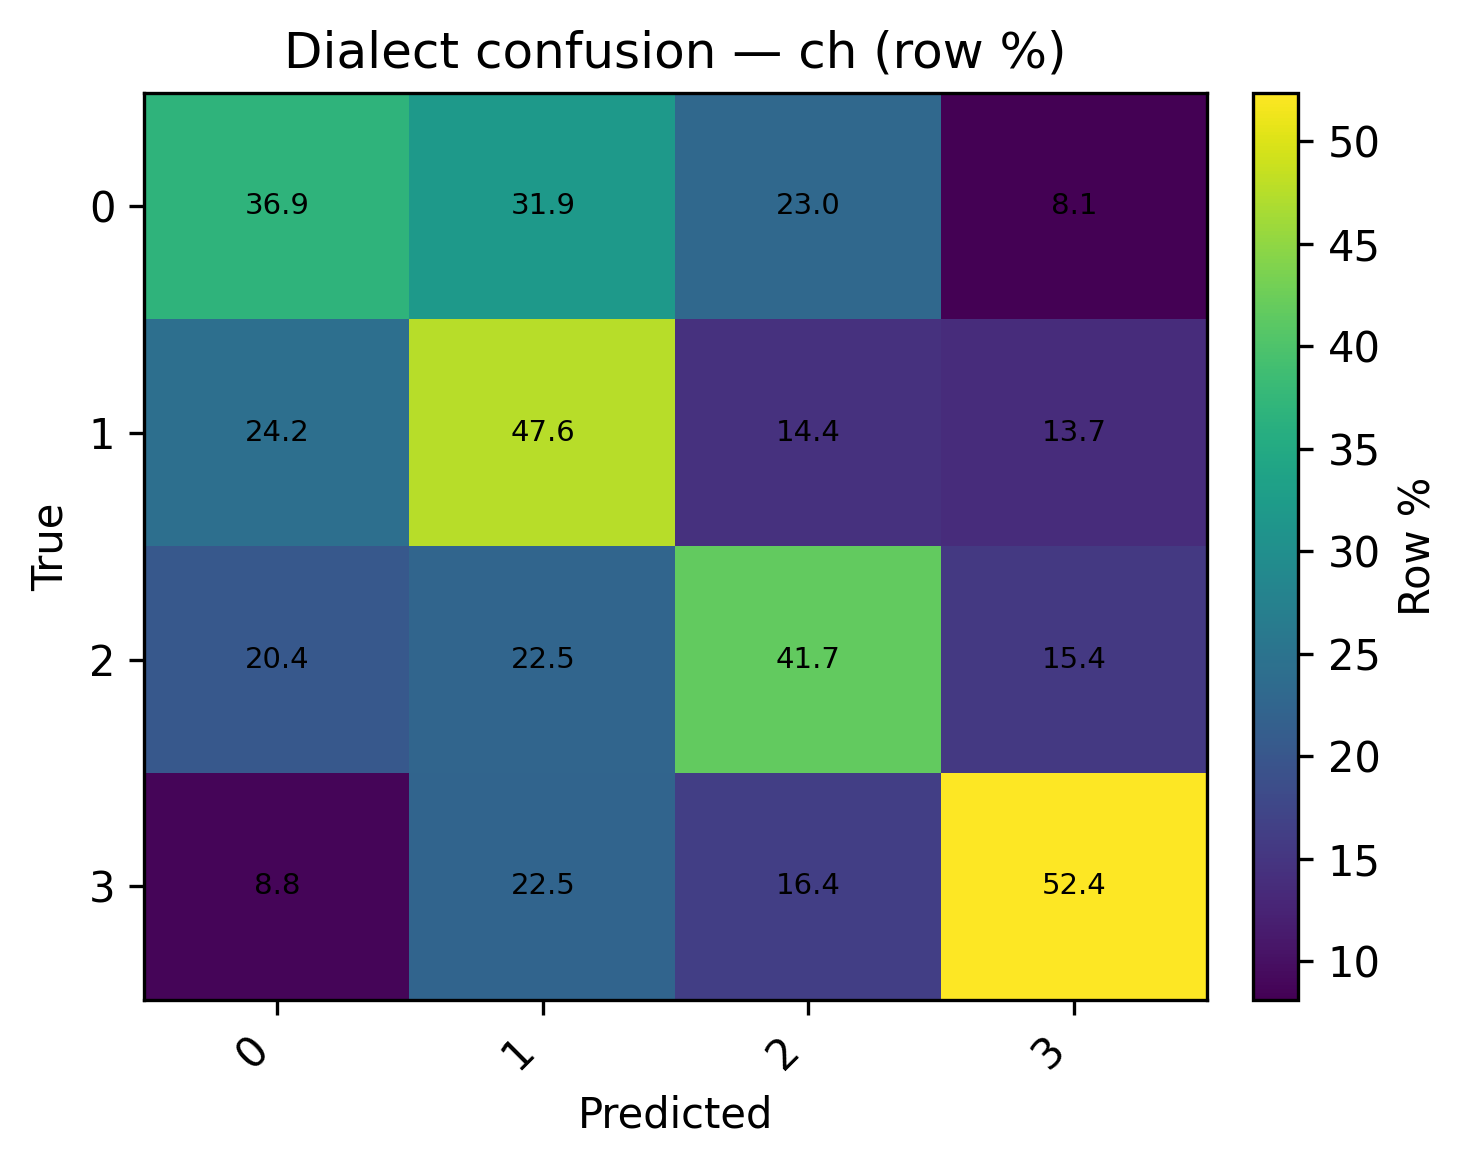 Dialect confusion — ch (row %)
0 36.9 31.9 23.0 8.1
1 24.2 47.6 14.4 13.7
2 20.4 22.5 41.7 15.4
3 8.8 22.5 16.4 52.4
0 1 2 3
Predicted
True
50
45
40
35
30
25
20
15
10
Row %